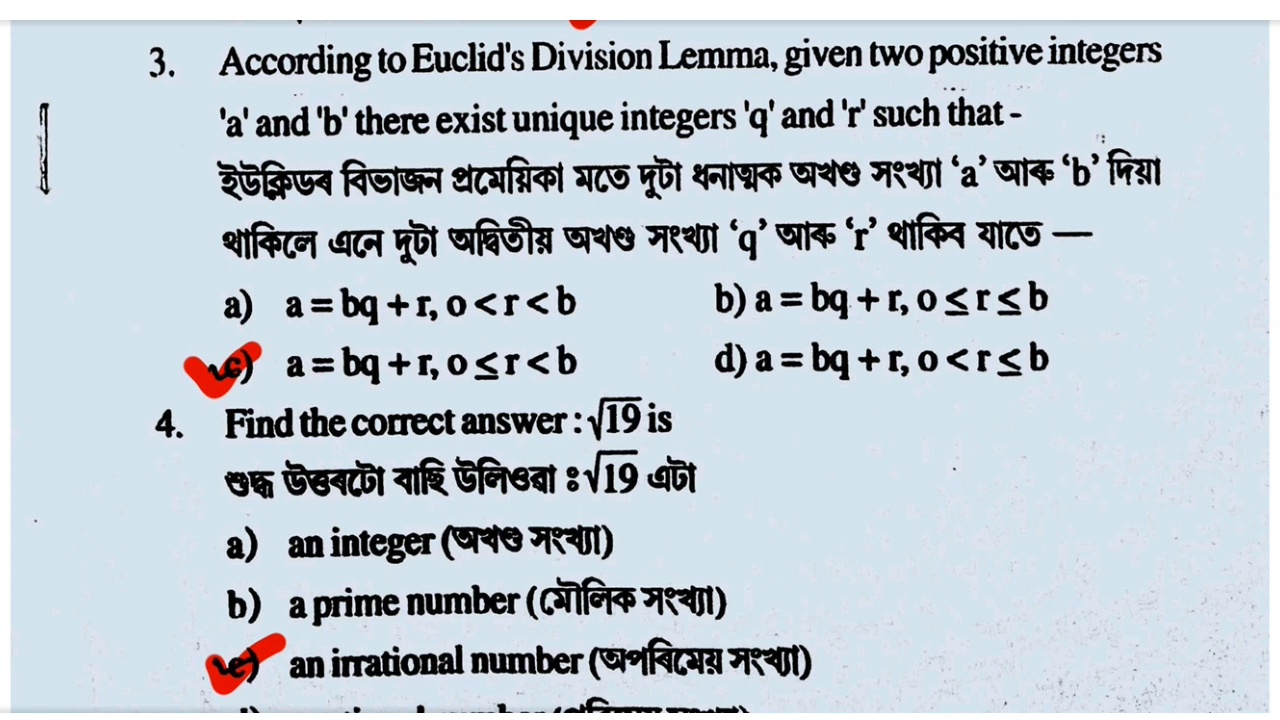 3. According to Euclid's Division Lemma, given two positive integers
'a' and 'b' there exist unique integers 'q' and 'r' such that -
ইউক্লিডৰ বিভাজন প্ৰমেয়িকা মতে দুটা ধনাত্মক অখণ্ড সংখ্যা ‘a’ আৰু ‘b’ দিয়া
থাকিলে এনে দুটা অদ্বিতীয় অখণ্ড সংখ্যা ‘q’ আৰু ‘r’ থাকিব যাতে —
a) a = bq + r, o < r < b b) a = bq + r, o ≤ r ≤ b
c) a = bq + r, o ≤ r < b d) a = bq + r, o < r ≤ b
4. Find the correct answer : √19 is
শুদ্ধ উত্তৰটো বাছি উলিওৱা ঃ √19 এটা
a) an integer (অখণ্ড সংখ্যা)
b) a prime number (মৌলিক সংখ্যা)
c) an irrational number (অপৰিমেয় সংখ্যা)